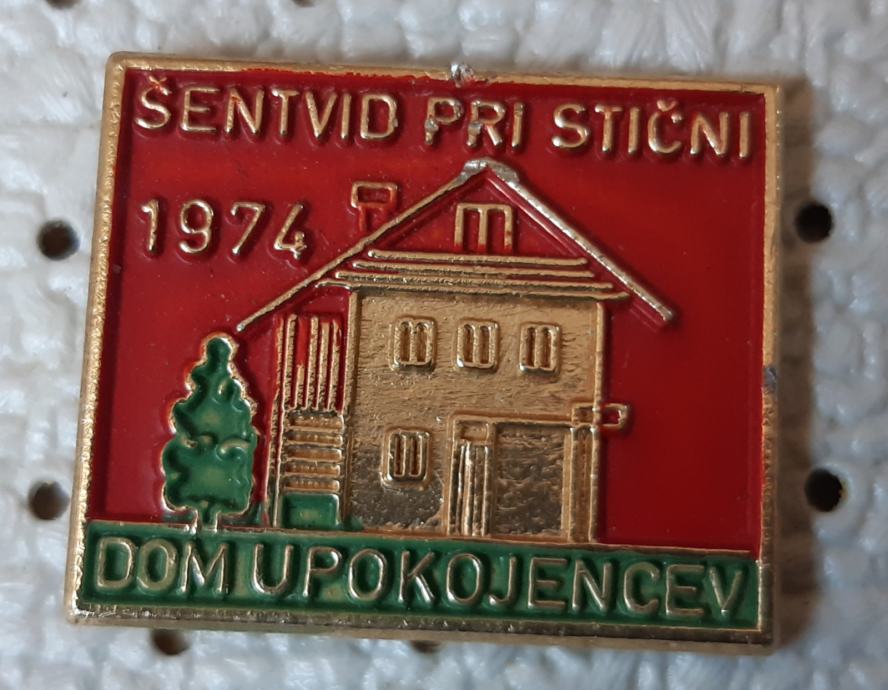 ŠENTVID PRI STIČNI
1974
DOM UPOKOJENCEV